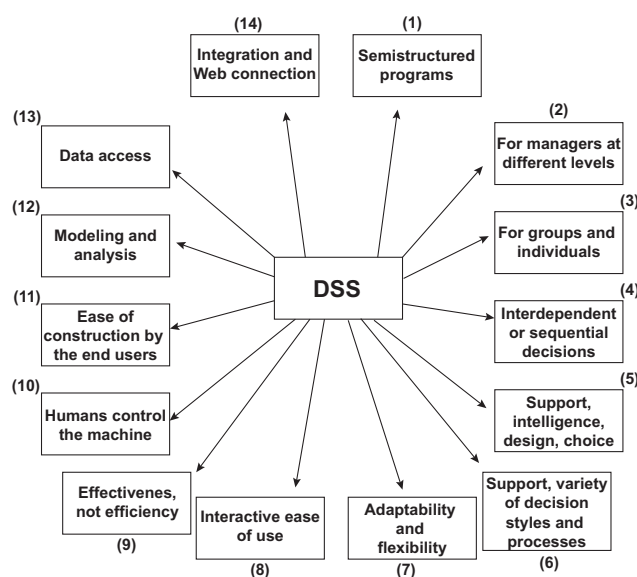 (14)
Integration and
Web connection
(1)
Semistructured
programs
(2)
For managers at
different levels
(3)
For groups and
individuals
(4)
Interdependent
or sequential
decisions
(5)
Support,
intelligence,
design, choice
Support, variety
of decision
styles and
processes
(6)
Adaptability
and
flexibility
(7)
Interactive ease
of use
(8)
Effectivenes,
not efficiency
(9)
(10)
Humans control
the machine
(11)
Ease of
construction by
the end users
(12)
Modeling and
analysis
(13)
Data access
DSS